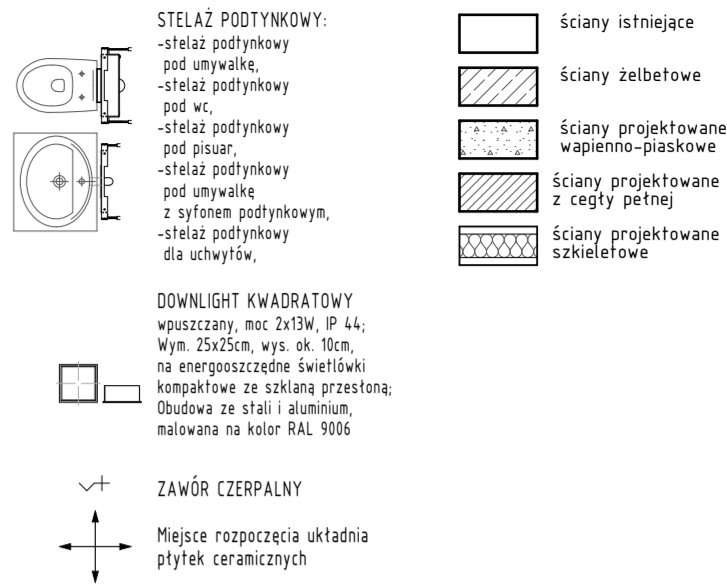 STELAŻ PODTYNKOWY:
-stelaż podtynkowy
pod umywalkę,
-stelaż podtynkowy
pod wc,
-stelaż podtynkowy
pod pisuar,
-stelaż podtynkowy
pod umywalkę
z syfonem podtynkowym,
-stelaż podtynkowy
dla uchwytów,
DOWNLIGHT KWADRATOWY
wpuszczany, moc 2x13W, IP 44;
Wym. 25x25cm, wys. ok. 10cm,
na energooszczędne świetlówki
kompaktowe ze szklaną przesłoną;
Obudowa ze stali i aluminium,
malowana na kolor RAL 9006
ZAWÓR CZERPALNY
Miejsce rozpoczęcia układnia
płytek ceramicznych
ściany istniejące
ściany żelbetowe
ściany projektowane
wapienno-piaskowe
ściany projektowane
z cegły pełnej
ściany projektowane
szkieletowe